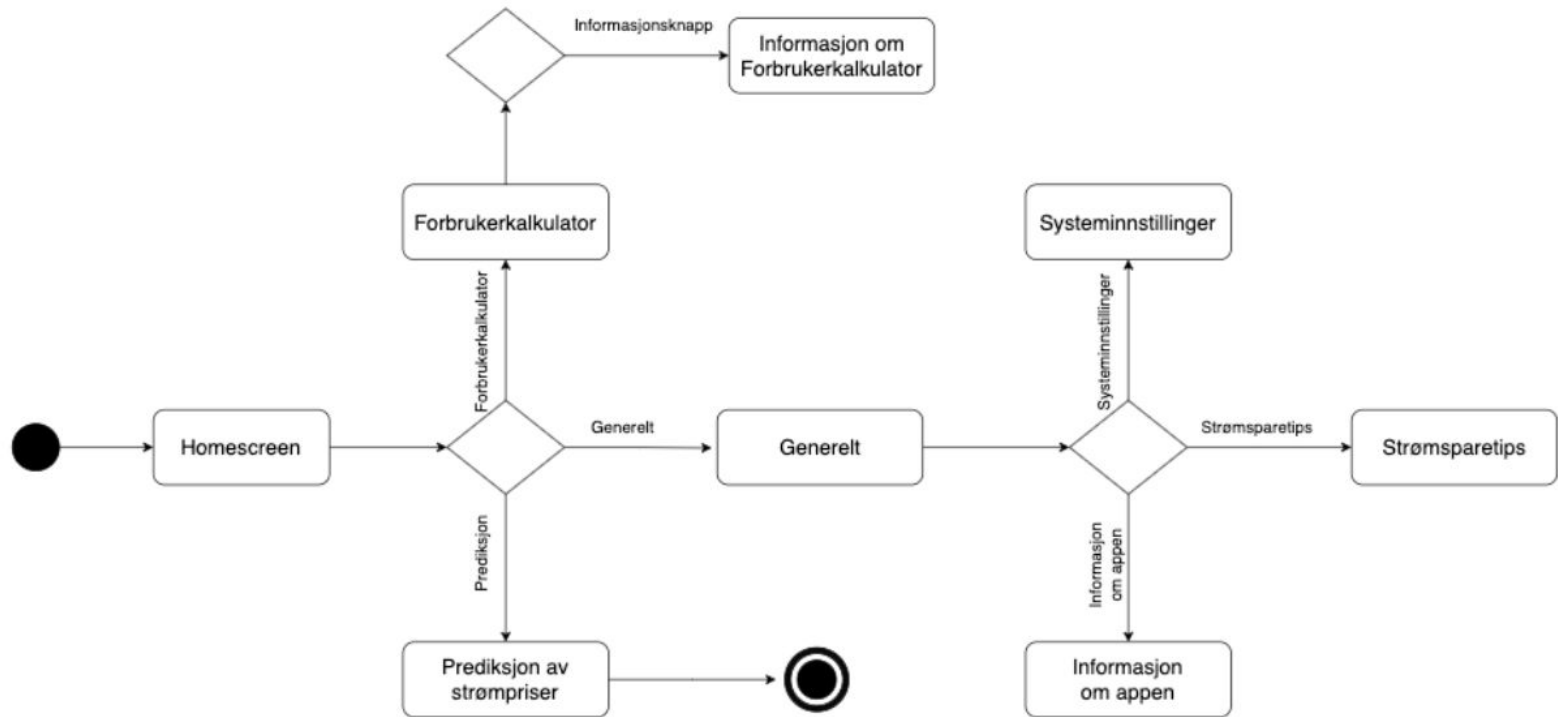 Informasjonsknapp
Informasjon om
Forbrukerkalkulator
Forbrukerkalkulator
Systeminnstillinger
Forbrukerkalkulator
Systeminnstillinger
Homescreen
Generelt
Generelt
Strømsparetips
Strømsparetips
Prediksjon
Informasjon
om appen
Prediksjon av
strømpriser
Informasjon
om appen